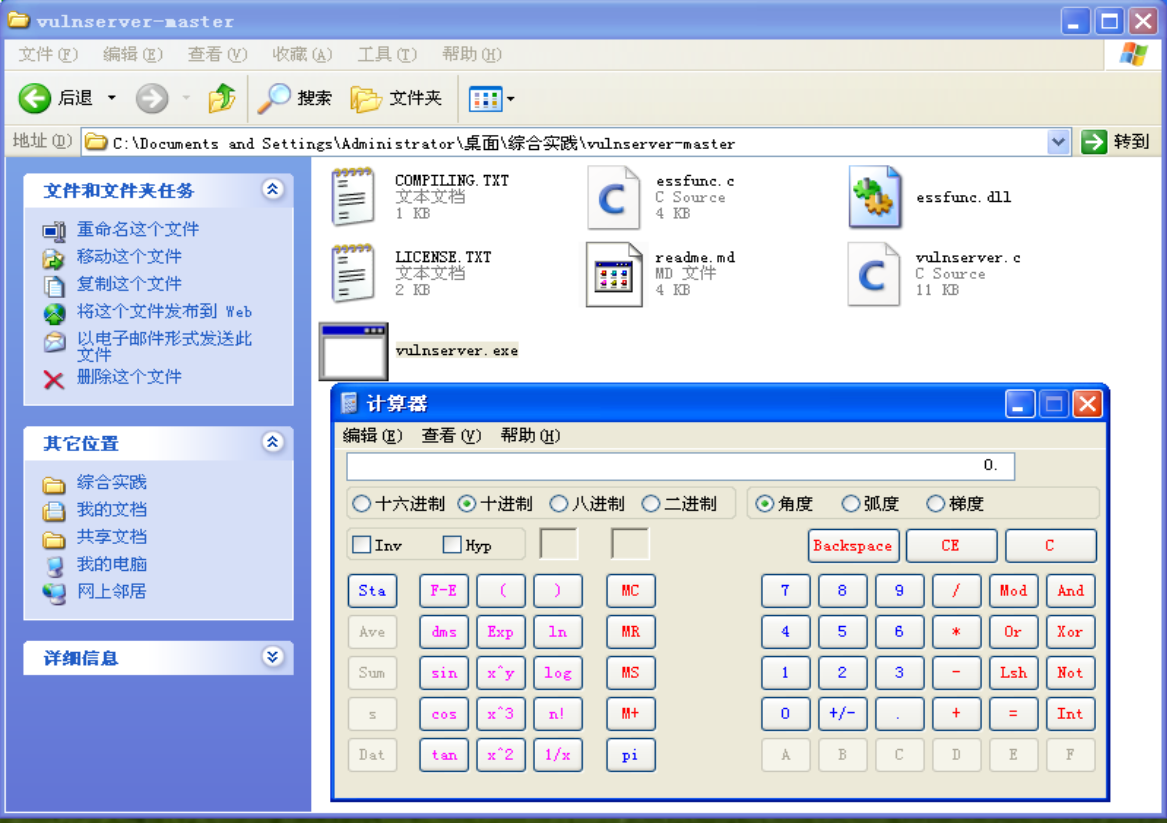 vulnserver-master
文件(F) 编辑(E) 查看(V) 收藏(A) 工具(T) 帮助(H)
后退 搜索 文件夹
地址(D) C:\Documents and Settings\Administrator\桌面\综合实践\vulnserver-master 转到
文件和文件夹任务
重命名这个文件
移动这个文件
复制这个文件
将这个文件发布到 Web
以电子邮件形式发送此
文件
删除这个文件
其它位置
综合实践
我的文档
共享文档
我的电脑
网上邻居
详细信息
COMPILING.TXT
文本文档
1 KB
essfunc.c
C Source
4 KB
essfunc.dll
LICENSE.TXT
文本文档
2 KB
readme.md
MD 文件
4 KB
vulnserver.c
C Source
11 KB
vulnserver.exe
计算器
编辑(E) 查看(V) 帮助(H)
0.
十六进制 十进制 八进制 二进制 角度 弧度 梯度
Inv Hyp Backspace CE C
Sta F-E ( ) MC 7 8 9 / Mod And
Ave dms Exp ln MR 4 5 6 * Or Xor
Sum sin x^y log MS 1 2 3 - Lsh Not
s cos x^3 n! M+ 0 +/- . + = Int
Dat tan x^2 1/x pi A B C D E F